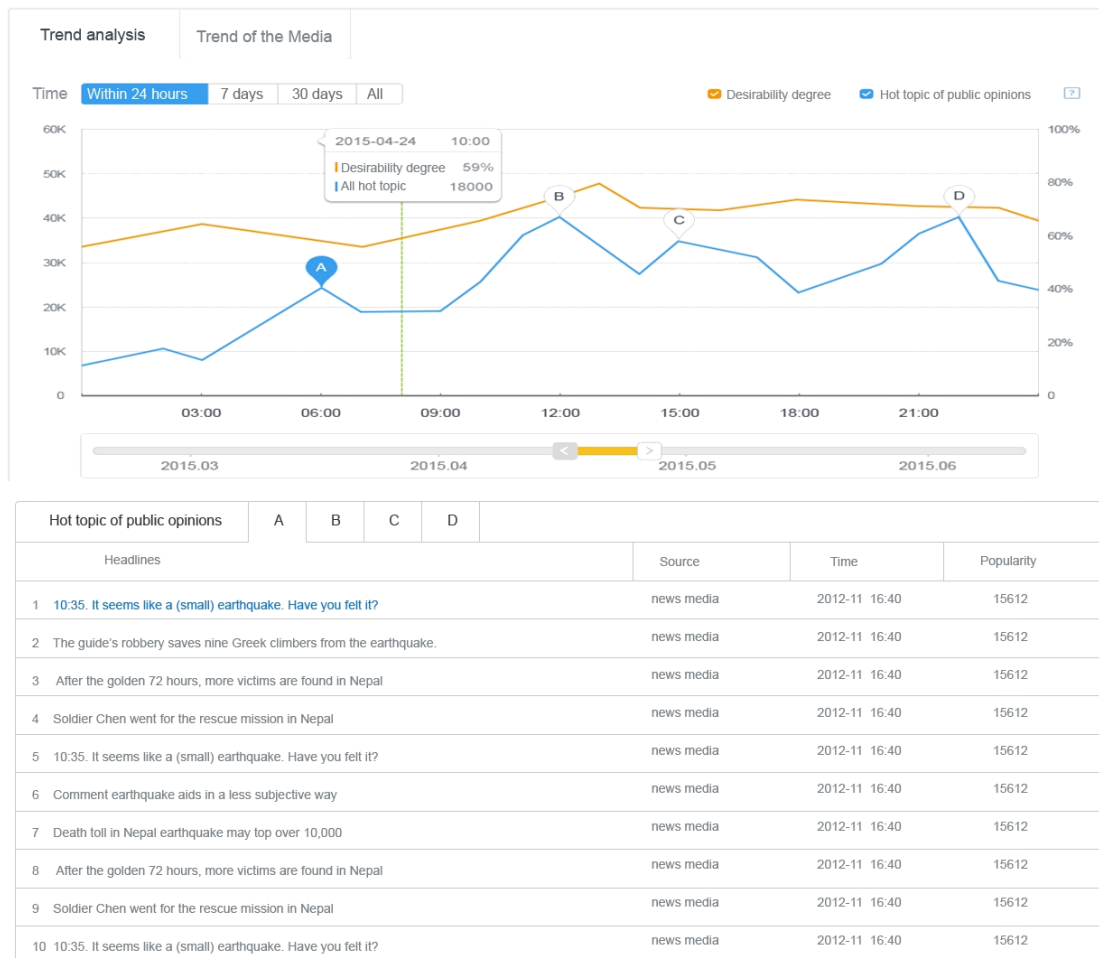 Trend analysis Trend of the Media
Time Within 24 hours 7 days 30 days All Desirability degree Hot topic of public opinions ?
60K 100%
2015-04-24 10:00
Desirability degree 59%
All hot topic 18000
50K 80%
B D
40K
C
60%
30K
A
40%
20K
20%
10K
0 0
03:00 06:00 09:00 12:00 15:00 18:00 21:00
< >
2015.03 2015.04 2015.05 2015.06
Hot topic of public opinions A B C D
Headlines Source Time Popularity
1 10:35. It seems like a (small) earthquake. Have you felt it? news media 2012-11 16:40 15612
2 The guide's robbery saves nine Greek climbers from the earthquake. news media 2012-11 16:40 15612
3 After the golden 72 hours, more victims are found in Nepal news media 2012-11 16:40 15612
4 Soldier Chen went for the rescue mission in Nepal news media 2012-11 16:40 15612
5 10:35. It seems like a (small) earthquake. Have you felt it? news media 2012-11 16:40 15612
6 Comment earthquake aids in a less subjective way news media 2012-11 16:40 15612
7 Death toll in Nepal earthquake may top over 10,000 news media 2012-11 16:40 15612
8 After the golden 72 hours, more victims are found in Nepal news media 2012-11 16:40 15612
9 Soldier Chen went for the rescue mission in Nepal news media 2012-11 16:40 15612
10 10:35. It seems like a (small) earthquake. Have you felt it? news media 2012-11 16:40 15612